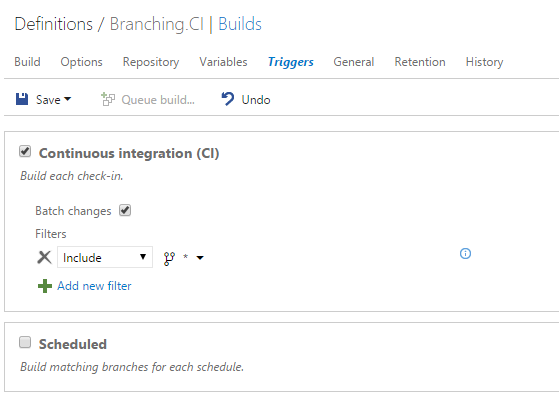 Definitions / Branching.CI | Builds
Build Options Repository Variables Triggers General Retention History
Save Queue build... Undo
Continuous integration (CI)
Build each check-in.
Batch changes
Filters
Include *
Add new filter
Scheduled
Build matching branches for each schedule.